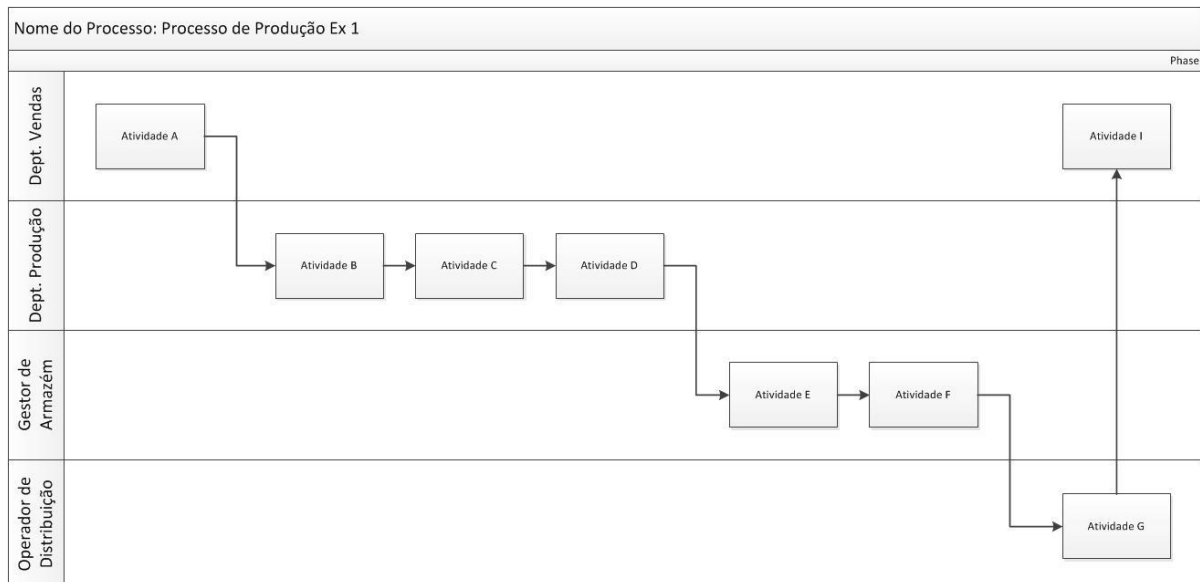 Nome do Processo: Processo de Produção Ex 1
Phase
Dept. Vendas
Atividade A
Atividade I
Dept. Produção
Atividade B
Atividade C
Atividade D
Gestor de
Armazém
Atividade E
Atividade F
Operador de
Distribuição
Atividade G